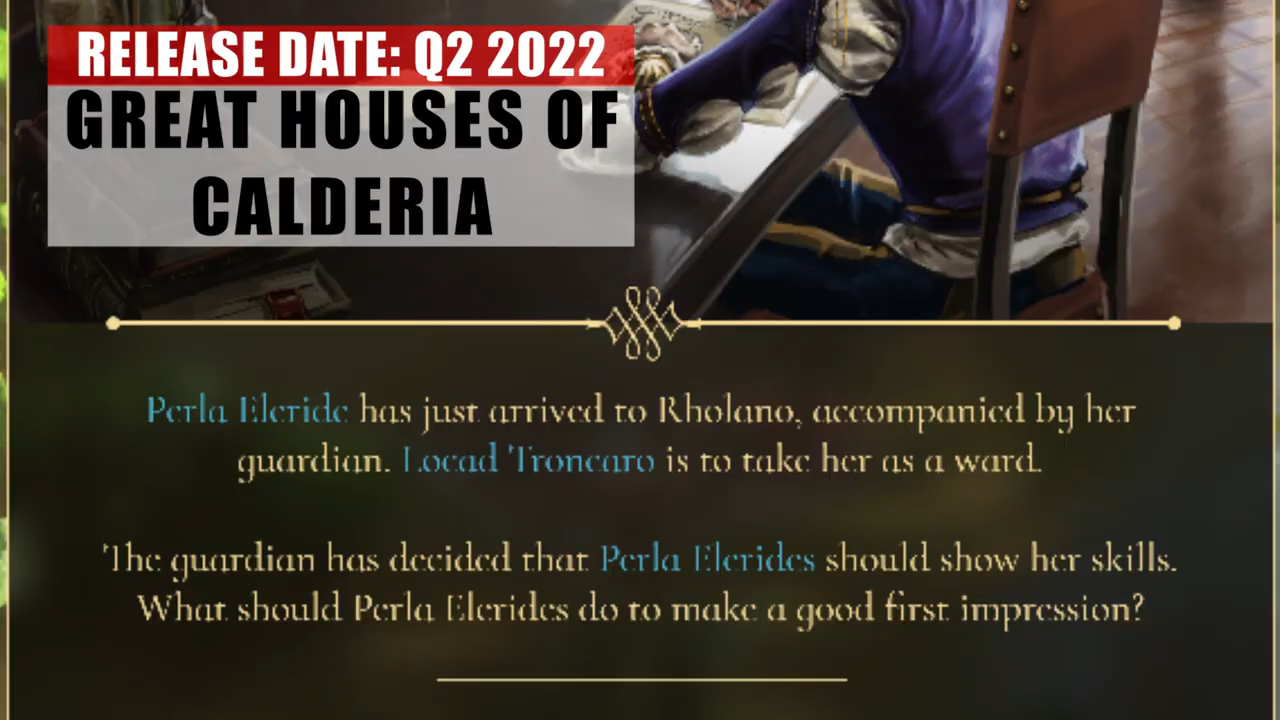 RELEASE DATE: Q2 2022
GREAT HOUSES OF
CALDERIA
Perla Eleride has just arrived to Rholano, accompanied by her
guardian. Locad Troncaro is to take her as a ward.
The guardian has decided that Perla Elerides should show her skills.
What should Perla Elerides do to make a good first impression?